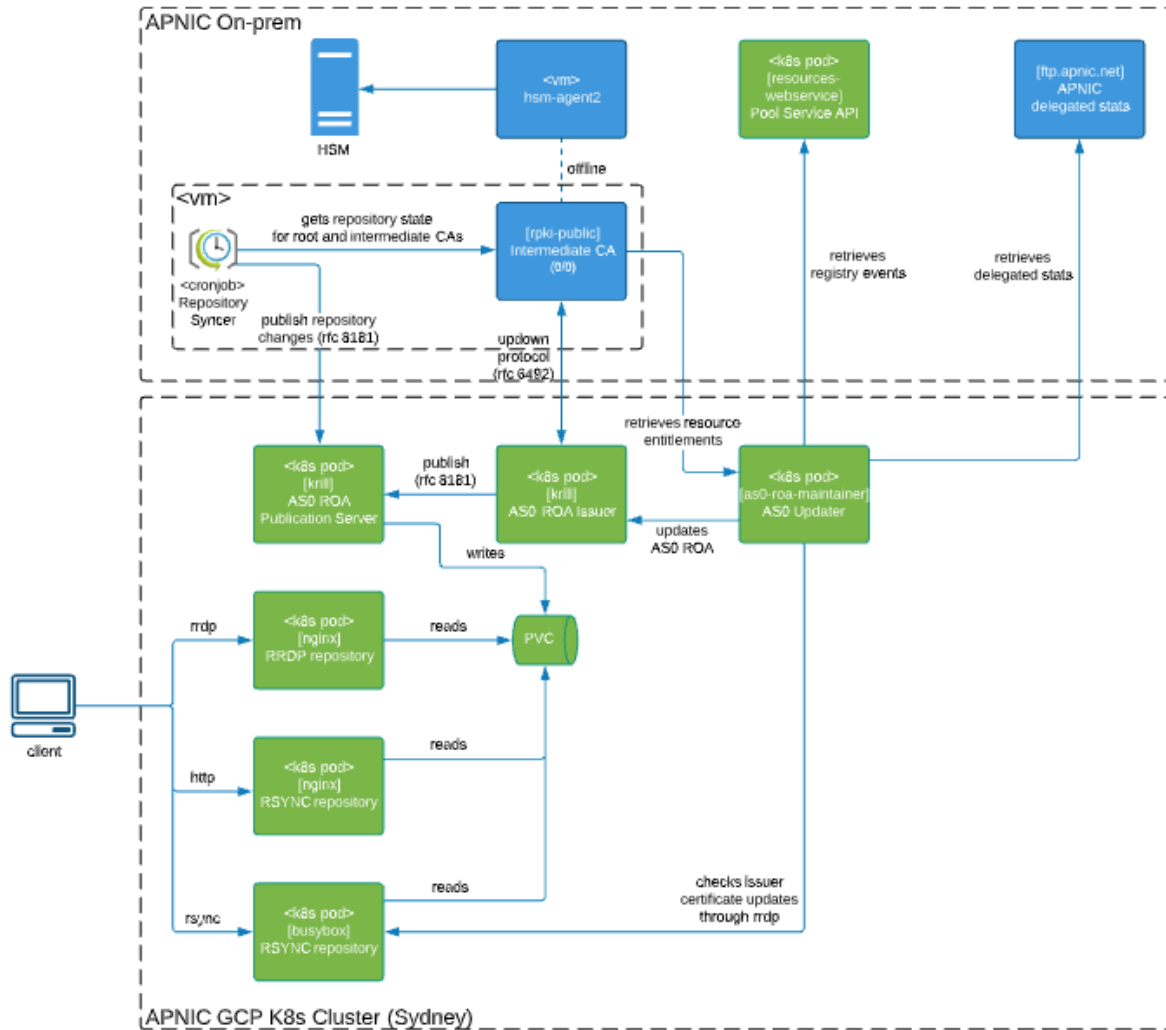 APNIC On-prem
HSM
<vm>
hsm-agent2
<k8s pod>
[resources-
webservice]
Pool Service API
[ftp.apnic.net]
APNIC
delegated stats
offline
<vm>
<cronjob>
Repository
Syncer
gets repository state
for root and intermediate CAs
[rpki-public]
Intermediate CA
(0/0)
publish repository
changes (rfc 8181)
updown
protocol
(rfc 6492)
retrieves
registry events
retrieves
delegated stats
retrieves resource
entitlements
<k8s pod>
[krill]
AS0 ROA
Publication Server
publish
(rfc 8181)
<k8s pod>
[krill]
AS0 ROA Issuer
updates
AS0 ROA
<k8s pod>
[as0-roa-maintainer]
AS0 Updater
writes
rrdp
<k8s pod>
[nginx]
RRDP repository
reads
PVC
client
http
<k8s pod>
[nginx]
RSYNC repository
reads
rsync
<k8s pod>
[busybox]
RSYNC repository
reads
checks issuer
certificate updates
through rrdp
APNIC GCP K8s Cluster (Sydney)